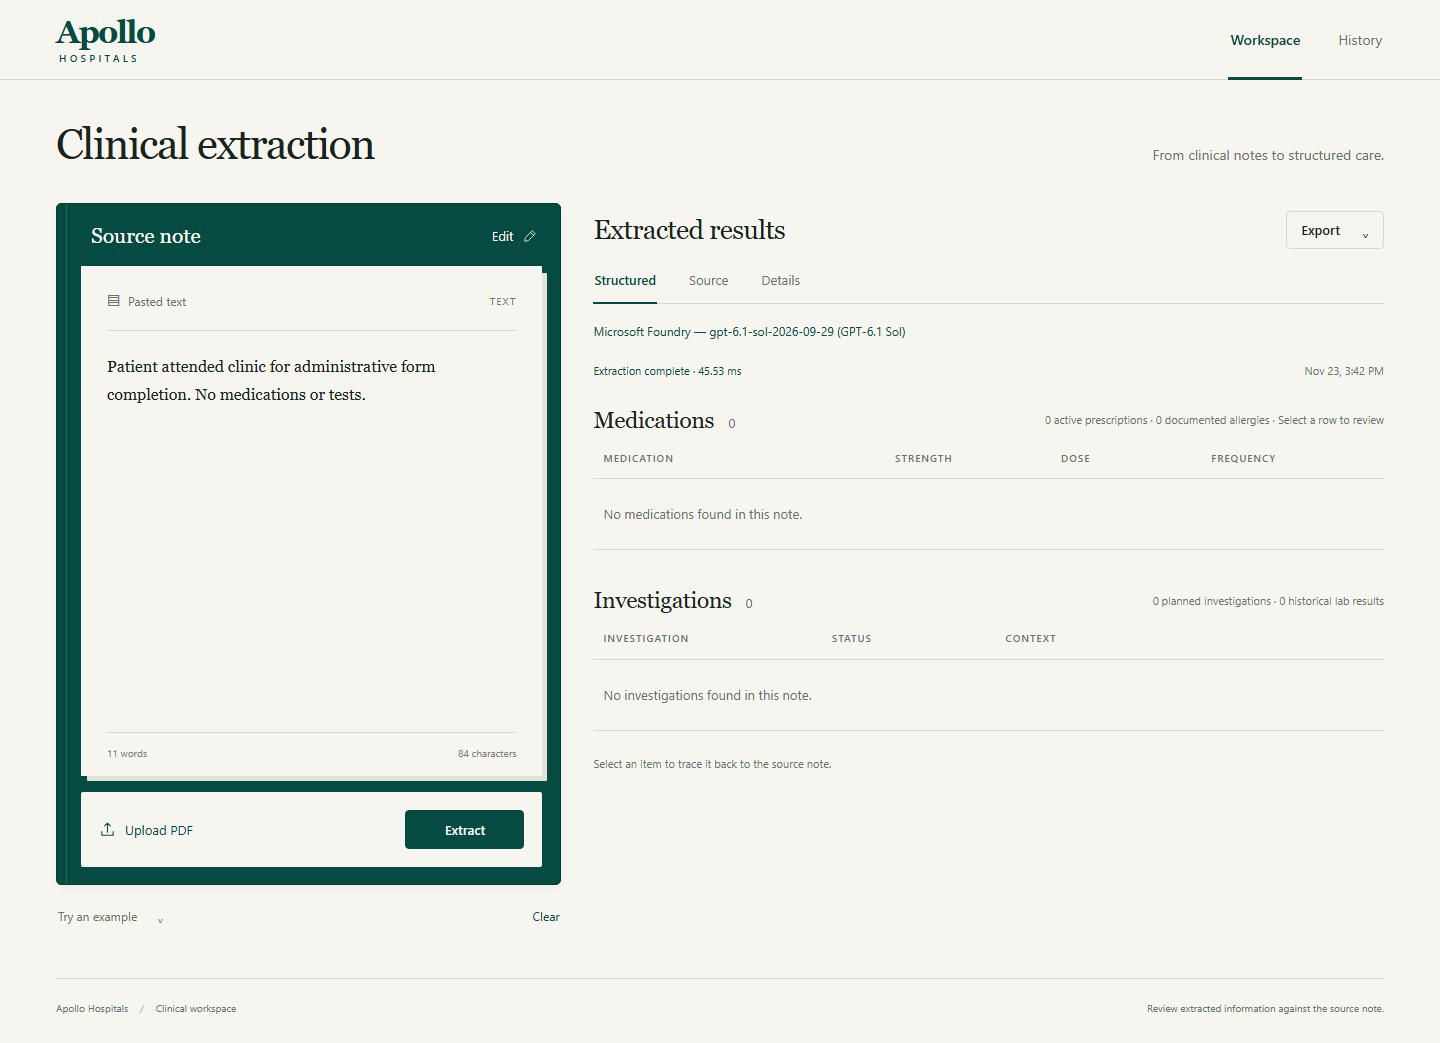 Apollo
HOSPITALS
Workspace
History
Clinical extraction
From clinical notes to structured care.
Source note
Edit
Pasted text
TEXT
Patient attended clinic for administrative form
completion. No medications or tests.
11 words
84 characters
Upload PDF
Extract
Try an example
Clear
Extracted results
Export
Structured
Source
Details
Microsoft Foundry — gpt-6.1-sol-2026-09-29 (GPT-6.1 Sol)
Extraction complete · 45.53 ms
Nov 23, 3:42 PM
Medications 0
0 active prescriptions · 0 documented allergies · Select a row to review
MEDICATION STRENGTH DOSE FREQUENCY
No medications found in this note.
Investigations 0
0 planned investigations · 0 historical lab results
INVESTIGATION STATUS CONTEXT
No investigations found in this note.
Select an item to trace it back to the source note.
Apollo Hospitals / Clinical workspace
Review extracted information against the source note.